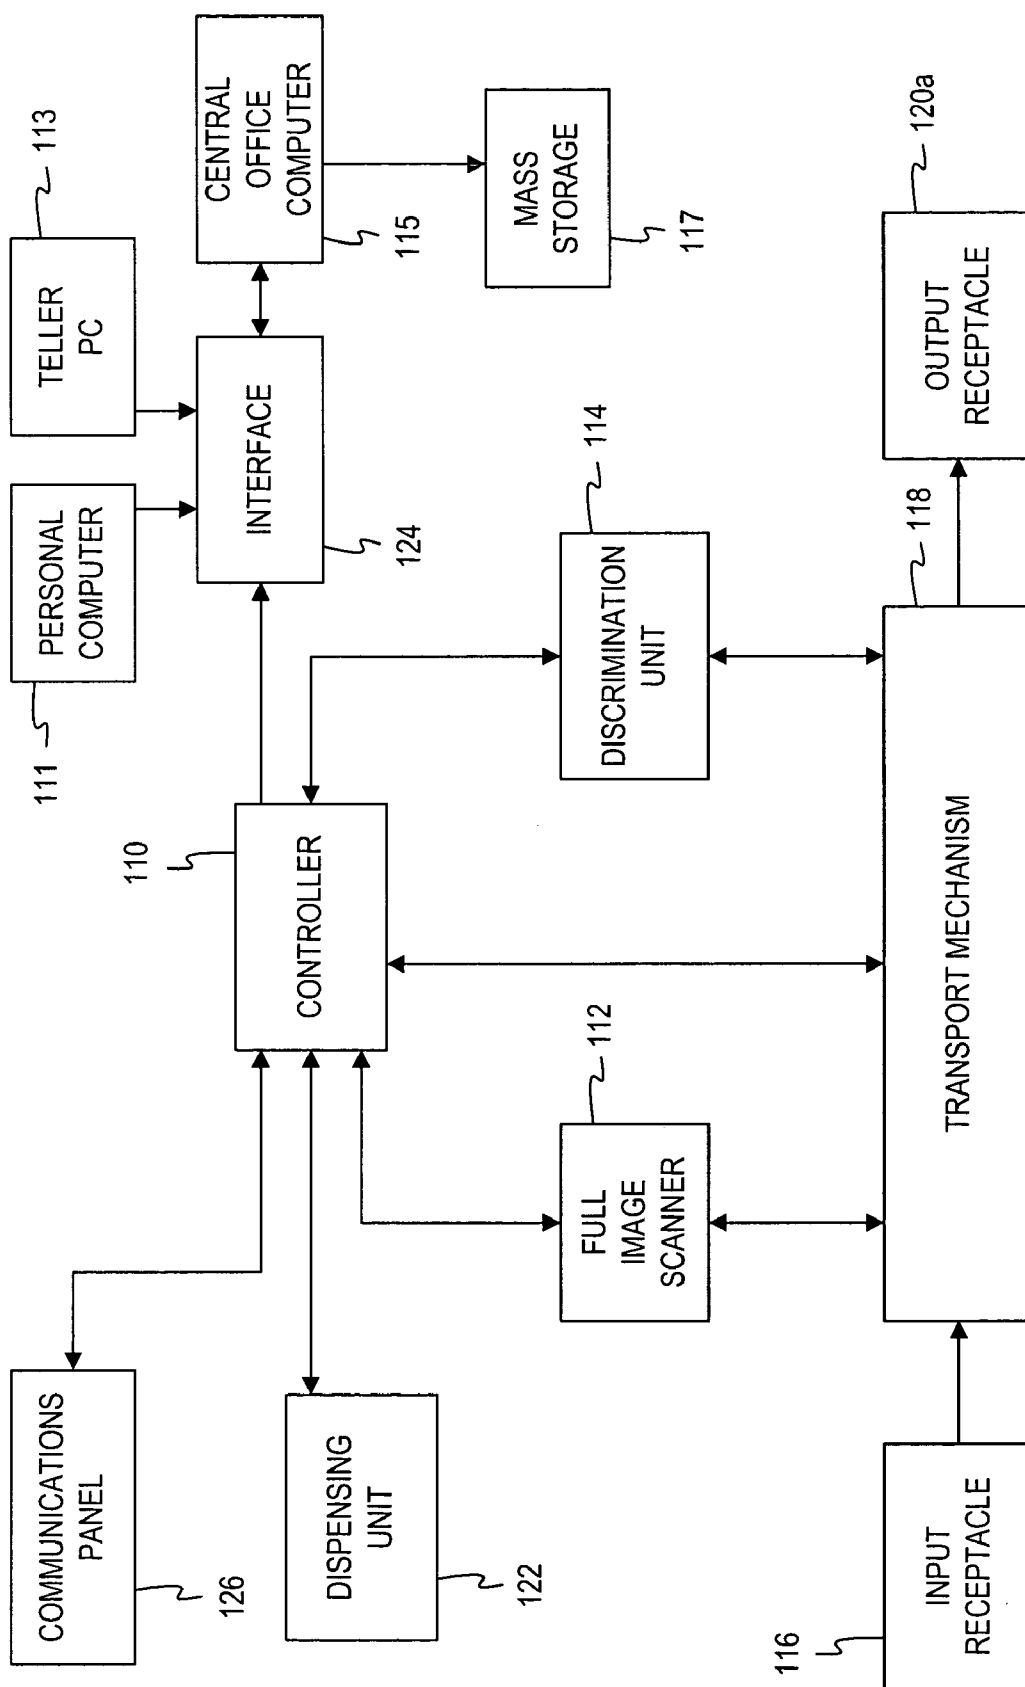 COMMUNICATIONS
PANEL
126
DISPENSING
UNIT
122
PERSONAL
COMPUTER
111
TELLER
PC
113
INTERFACE
124
CENTRAL
OFFICE
COMPUTER
115
MASS
STORAGE
117
CONTROLLER
110
FULL
IMAGE
SCANNER
112
DISCRIMINATION
UNIT
114
INPUT
RECEPTACLE
116
TRANSPORT MECHANISM
118
OUTPUT
RECEPTACLE
120a